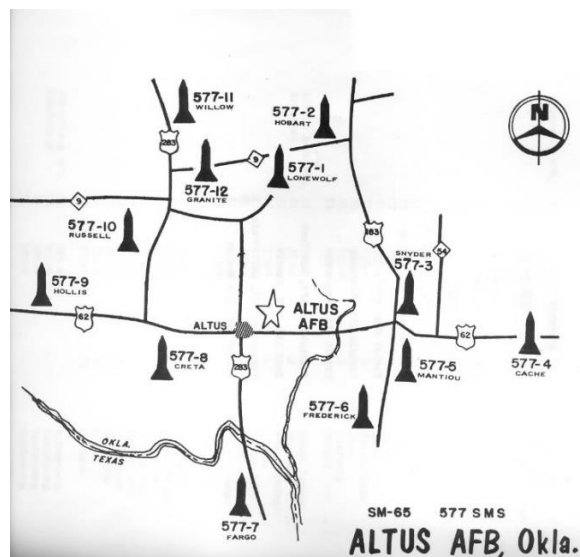 577-11
WILLOW
577-2
HOBART
N
283
9
577-12
GRANITE
577-1
LONEWOLF
9
577-10
RUSSELL
183
54
SNYDER
577-3
577-9
HOLLIS
62
ALTUS
ALTUS
AFB
62
577-8
CRETA
283
577-5
MANTIOU
577-4
CACHE
577-6
FREDERICK
OKLA.
TEXAS
577-7
FARGO
SM-65 577 SMS
ALTUS AFB, Okla.